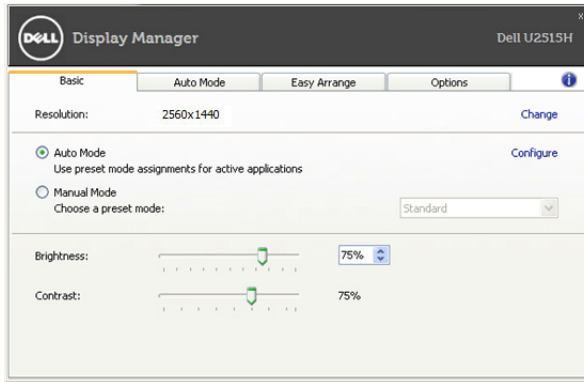 x
DELL Display Manager Dell U2515H
Basic Auto Mode Easy Arrange Options i
Resolution: 2560x1440 Change
Auto Mode Configure
Use preset mode assignments for active applications
Manual Mode
Choose a preset mode: Standard
Brightness: 75%
Contrast: 75%